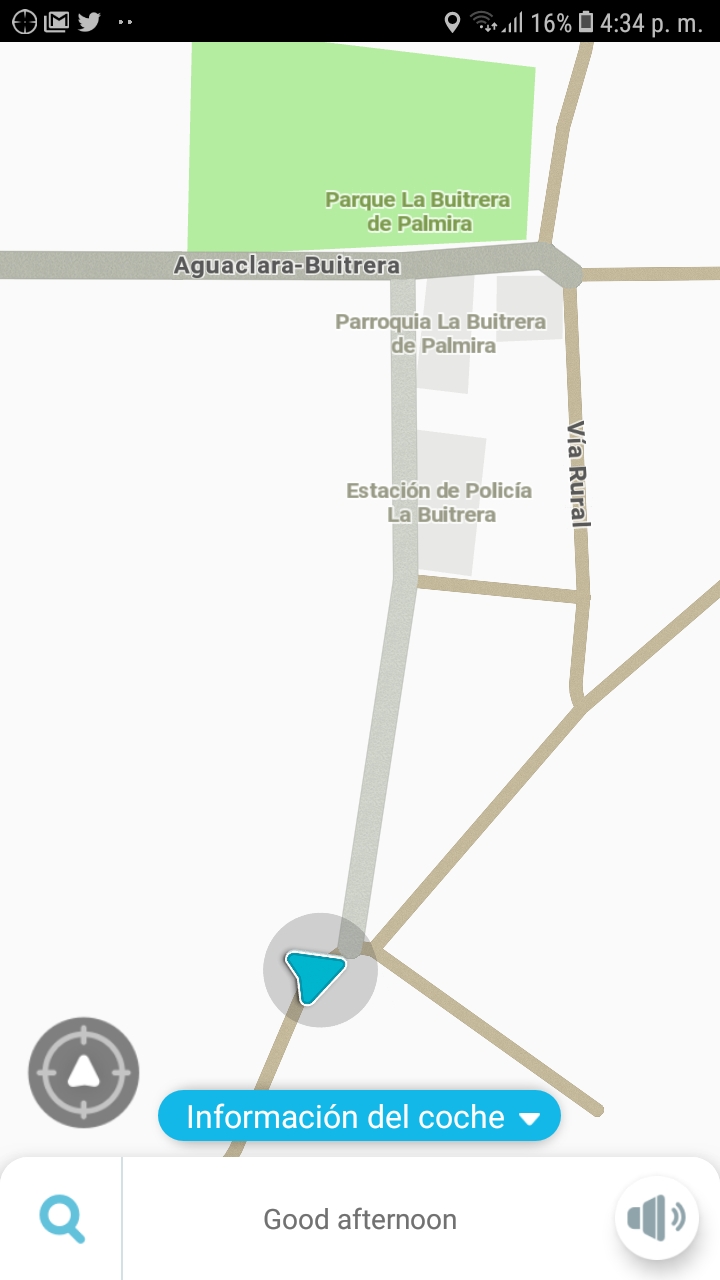 16% 4:34 p. m.
Parque La Buitrera
de Palmira
Aguaclara-Buitrera
Parroquia La Buitrera
de Palmira
Vía Rural
Estación de Policía
La Buitrera
Información del coche
Good afternoon